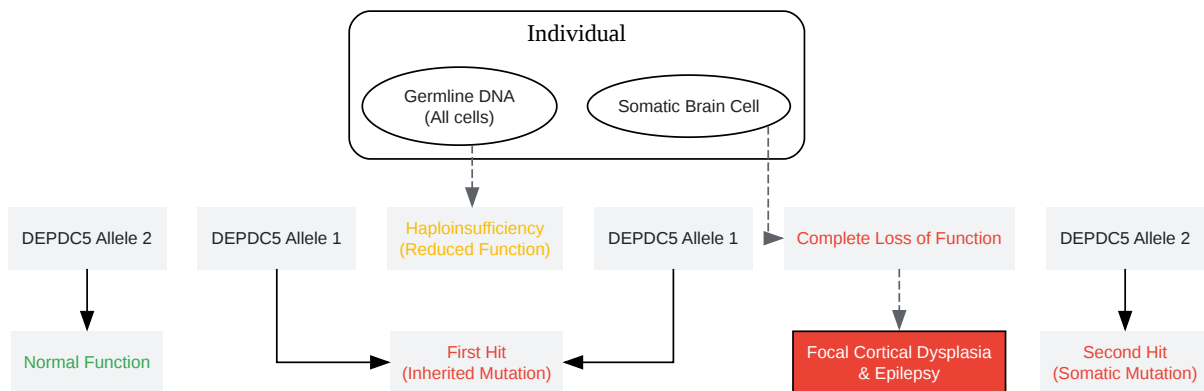 Individual
Germline DNA
(All cells)
Somatic Brain Cell
DEPDC5 Allele 2
DEPDC5 Allele 1
Haploinsufficiency
(Reduced Function)
DEPDC5 Allele 1
Complete Loss of Function
DEPDC5 Allele 2
Normal Function
First Hit
(Inherited Mutation)
Focal Cortical Dysplasia
& Epilepsy
Second Hit
(Somatic Mutation)